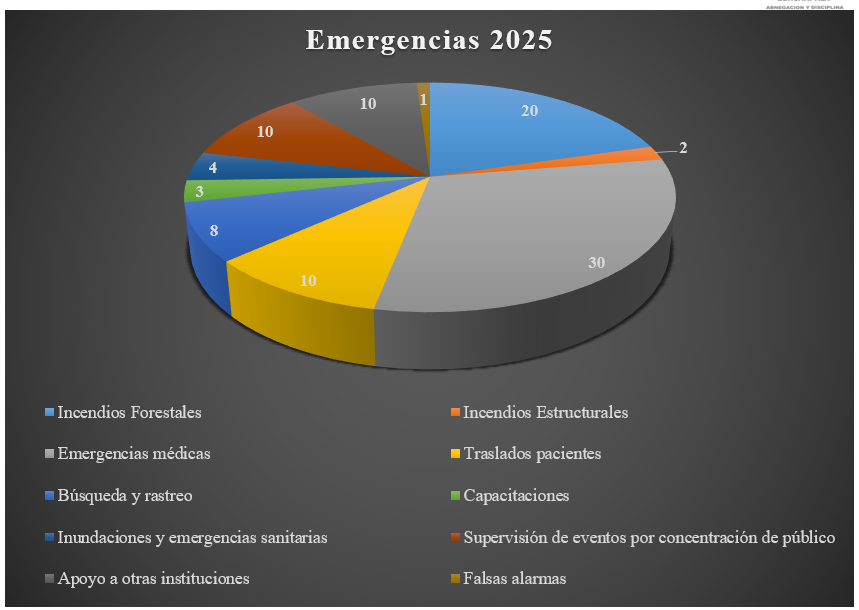 ABNEGACION Y DISCIPLINA
Emergencias 2025
1
20
10
10
2
4
3
8
30
10
Incendios Forestales
Incendios Estructurales
Emergencias médicas
Traslados pacientes
Búsqueda y rastreo
Capacitaciones
Inundaciones y emergencias sanitarias
Supervisión de eventos por concentración de público
Apoyo a otras instituciones
Falsas alarmas